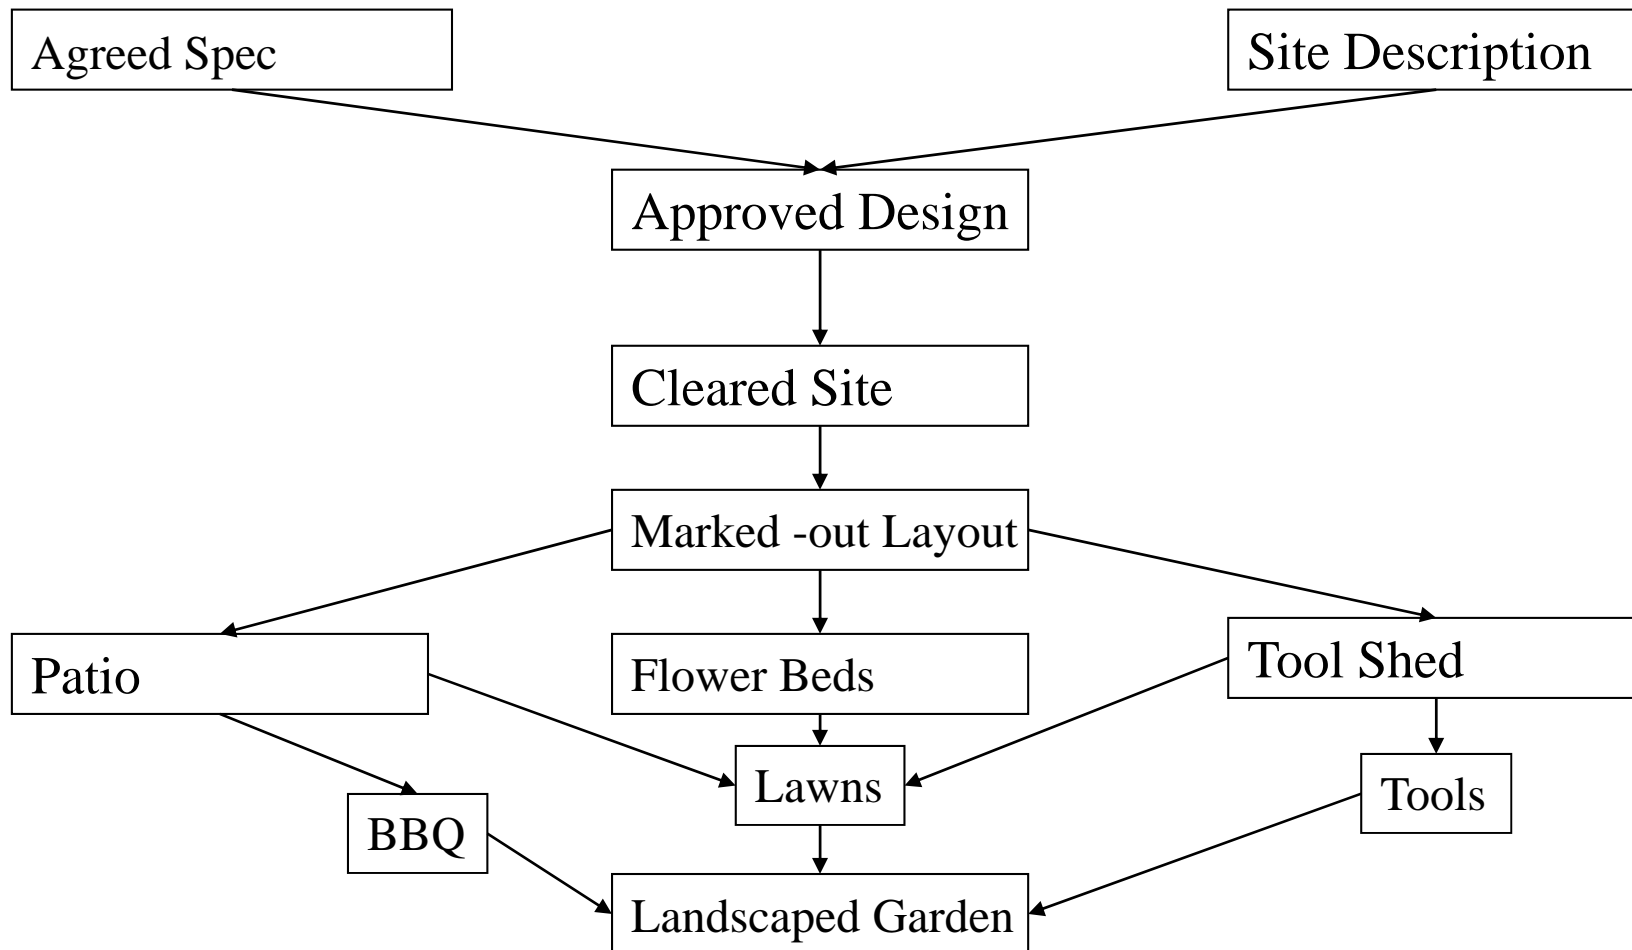 Agreed Spec
Site Description
Approved Design
Cleared Site
Marked -out Layout
Patio
Flower Beds
Tool Shed
Lawns
Tools
BBQ
Landscaped Garden